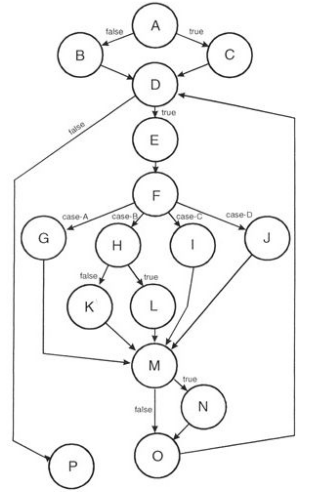 A
false
true
B
C
D
true
false
E
F
case-A
case-B
case-C
case-D
G
H
I
J
false
true
K
L
M
true
false
N
O
P